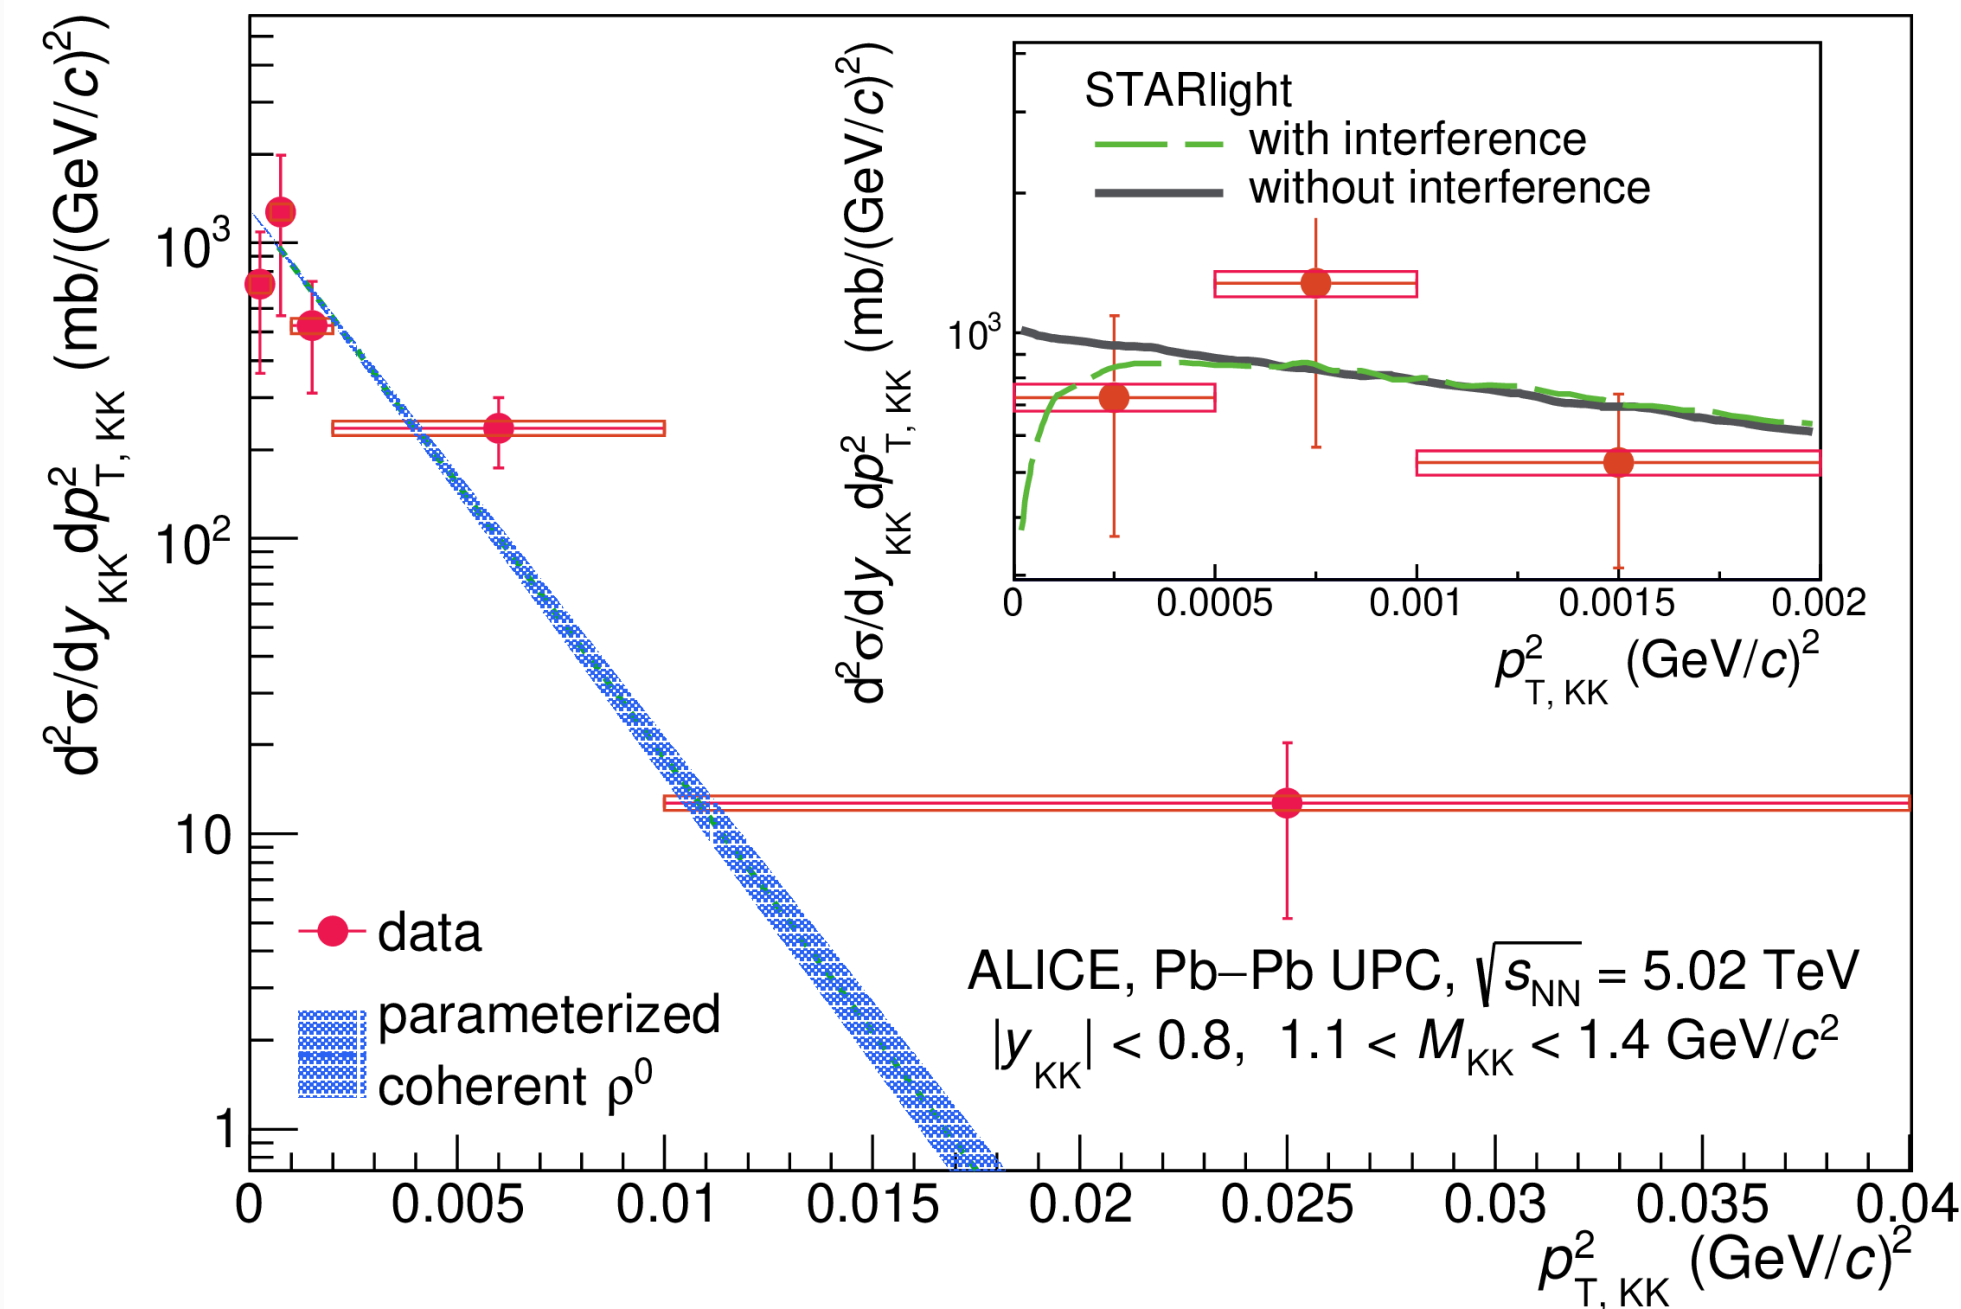 d²σ/dy_KK dp²_T, KK (mb/(GeV/c)²)
10³
10²
10
1
0 0.005 0.01 0.015 0.02 0.025 0.03 0.035 0.04
p²_T, KK (GeV/c)²
data
parameterized
coherent ρ⁰
ALICE, Pb–Pb UPC, √s_NN = 5.02 TeV
|y_KK| < 0.8, 1.1 < M_KK < 1.4 GeV/c²
d²σ/dy_KK dp²_T, KK (mb/(GeV/c)²)
STARlight
with interference
without interference
10³
0 0.0005 0.001 0.0015 0.002
p²_T, KK (GeV/c)²